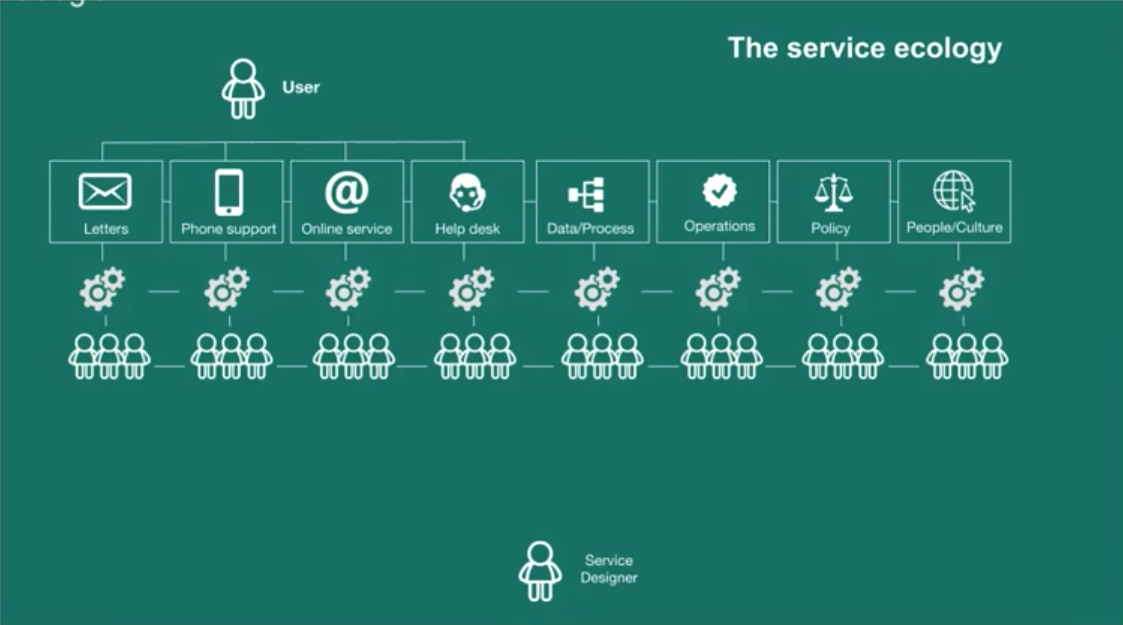 The service ecology
User
Letters
Phone support
Online service
Help desk
Data/Process
Operations
Policy
People/Culture
Service
Designer